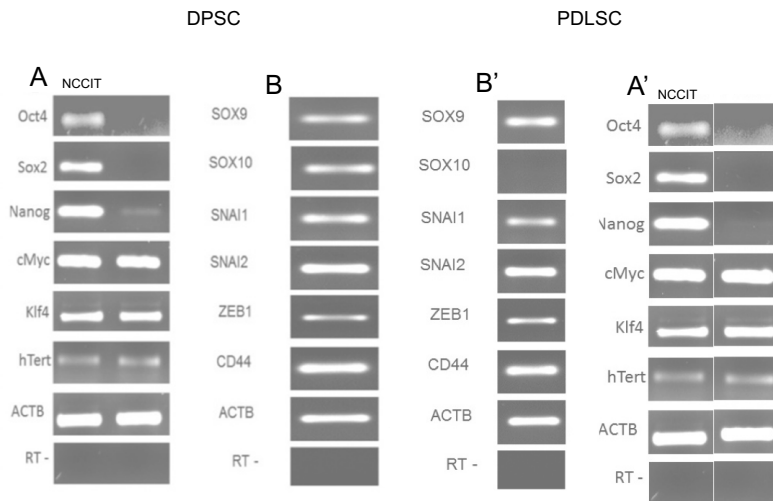 DPSC
PDLSC
A
NCCIT
Oct4
Sox2
Nanog
cMyc
Klf4
hTert
ACTB
RT -
B
SOX9
SOX10
SNAI1
SNAI2
ZEB1
CD44
ACTB
RT -
B’
SOX9
SOX10
SNAI1
SNAI2
ZEB1
CD44
ACTB
RT -
A’
NCCIT
Oct4
Sox2
Nanog
cMyc
Klf4
hTert
ACTB
RT -